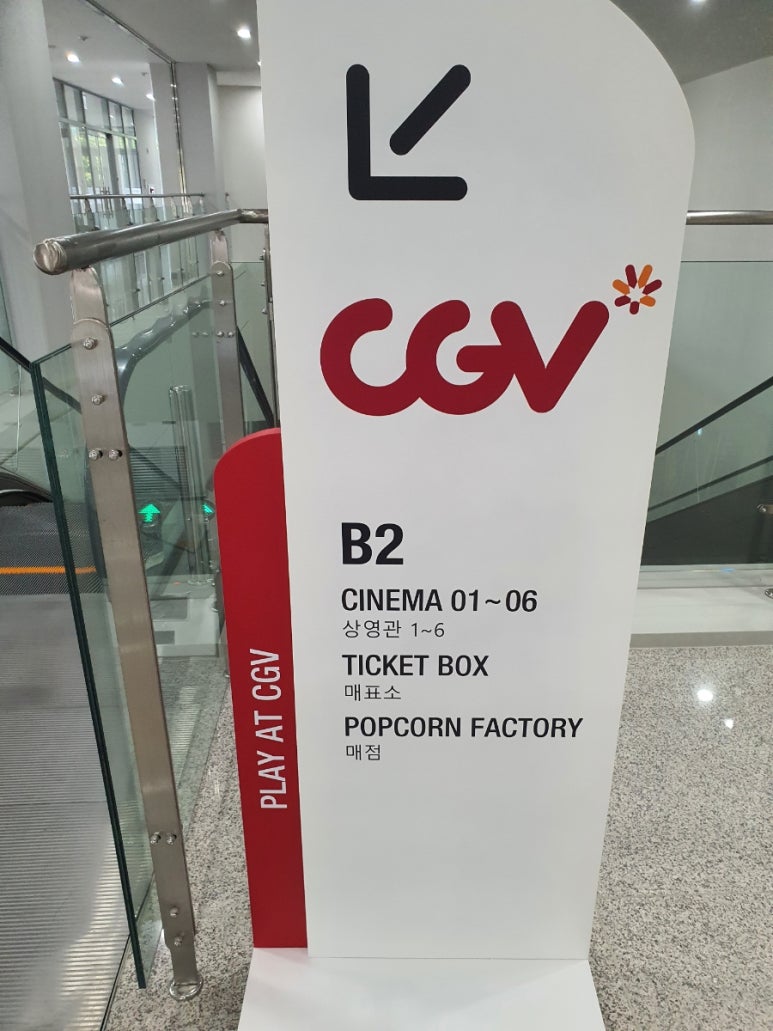 CGV
B2
CINEMA 01~06
상영관 1~6
TICKET BOX
매표소
POPCORN FACTORY
매점
PLAY AT CGV